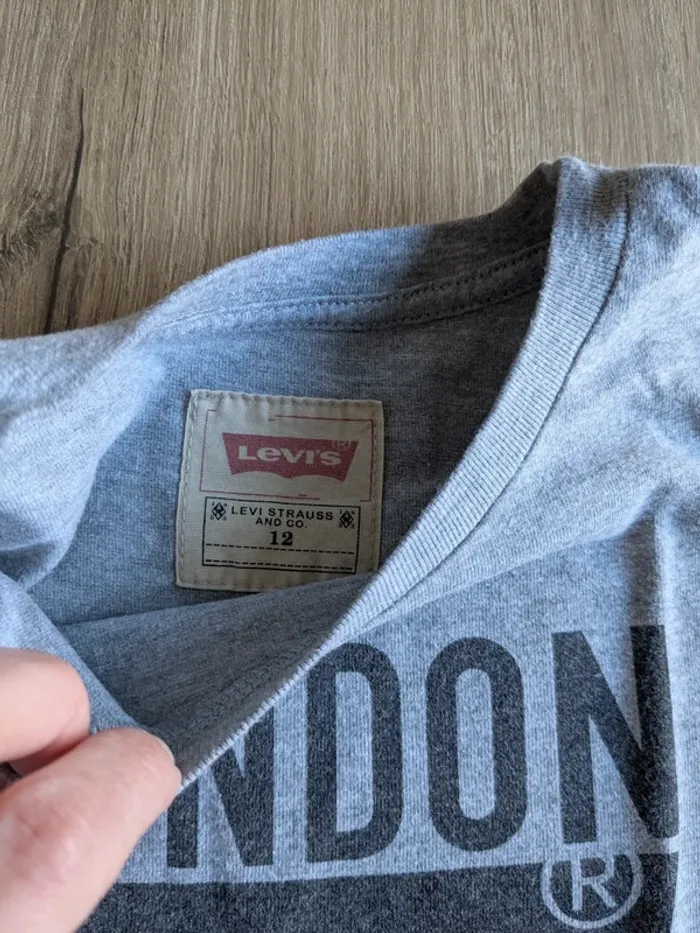 LEVI'S ®
LEVI STRAUSS
AND CO.
12
NDON
®